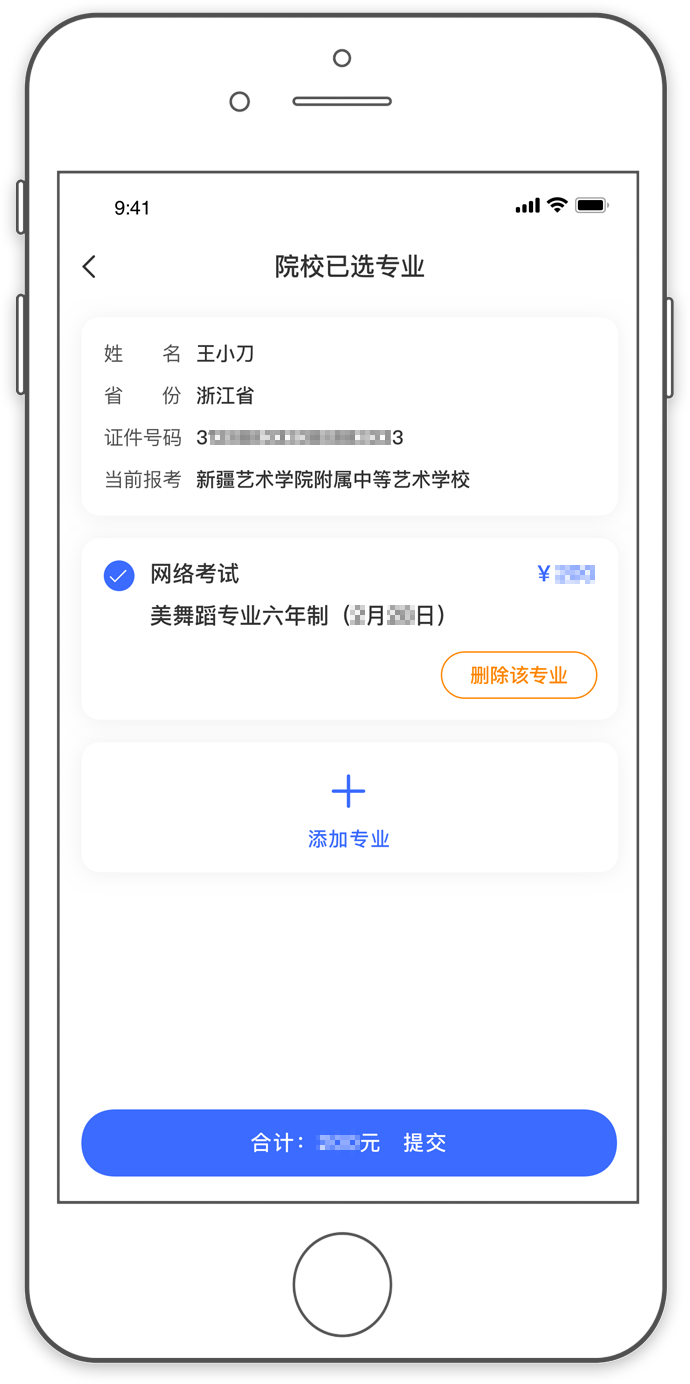 9:41
院校已选专业
姓 名 王小刀
省 份 浙江省
证件号码 3 3
当前报考 新疆艺术学院附属中等艺术学校
网络考试 ¥
美舞蹈专业六年制（ 月 日）
删除该专业
添加专业
合计： 元 提交